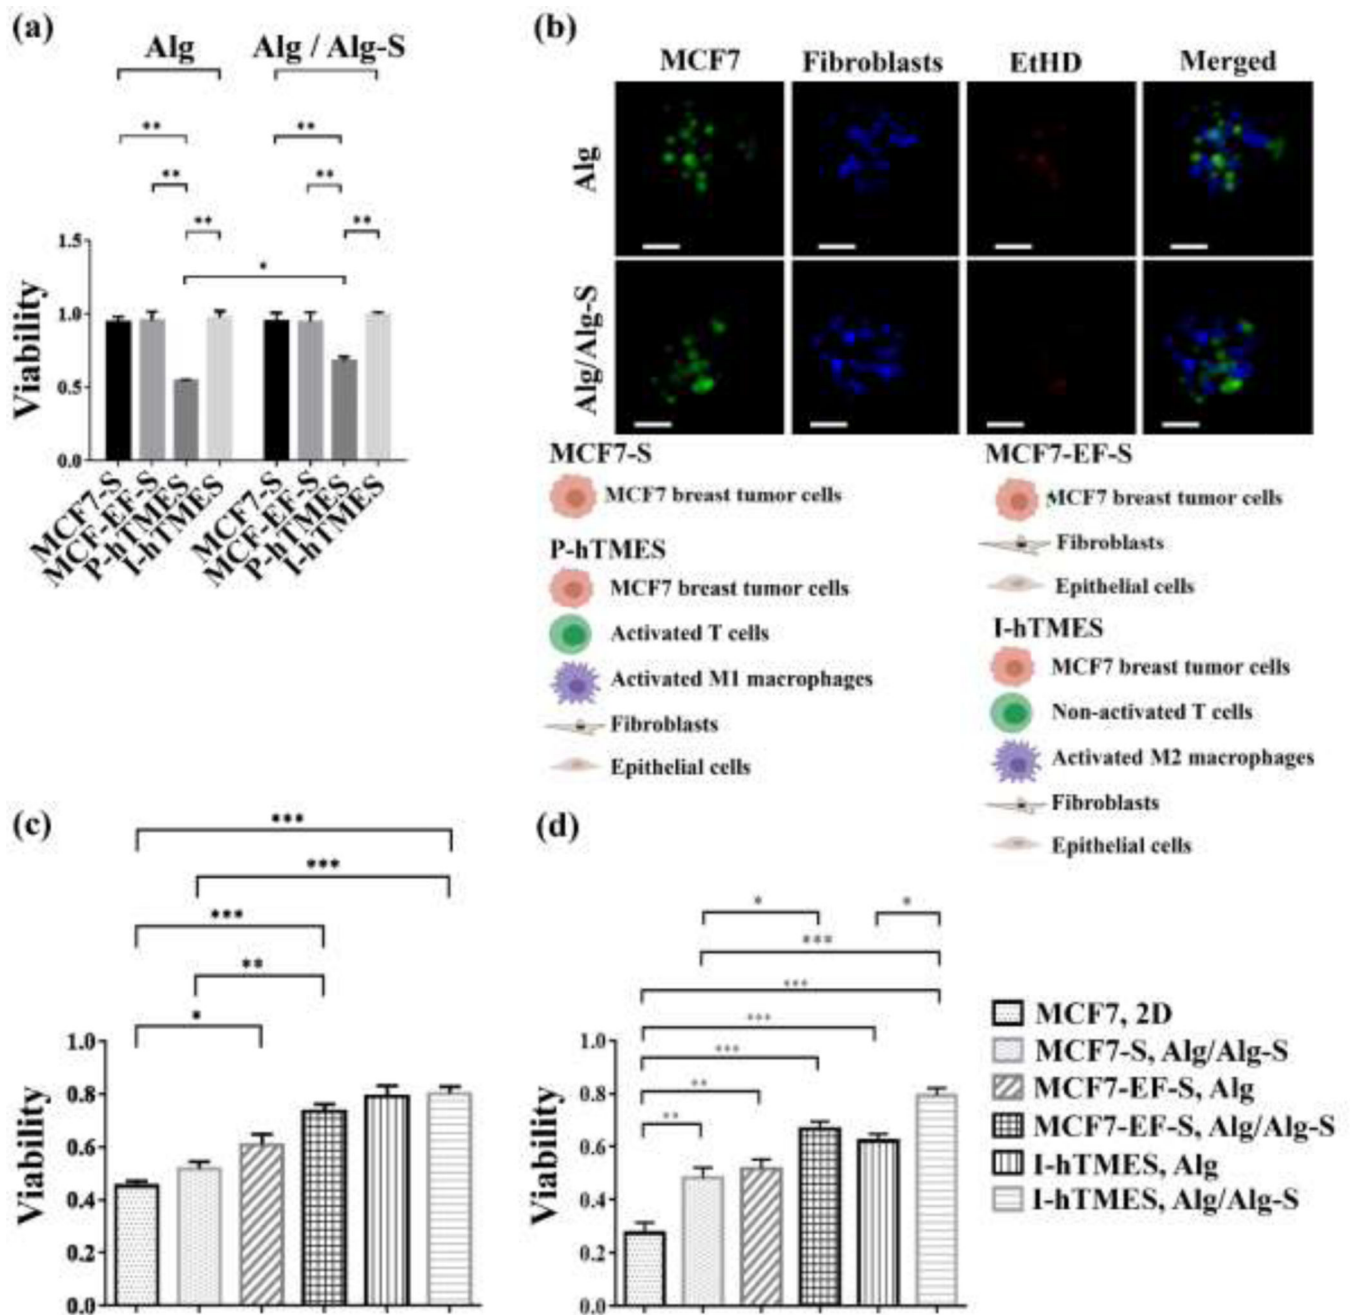 (a)
Alg
Alg / Alg-S
**
**
**
**
**
**
*
Viability
1.5
1.0
0.5
0.0
MCF7-S
MCF-EF-S
P-hTMES
I-hTMES
MCF7-S
MCF-EF-S
P-hTMES
I-hTMES
(b)
MCF7
Fibroblasts
EtHD
Merged
Alg
Alg/Alg-S
MCF7-S
MCF7 breast tumor cells
P-hTMES
MCF7 breast tumor cells
Activated T cells
Activated M1 macrophages
Fibroblasts
Epithelial cells
MCF7-EF-S
MCF7 breast tumor cells
Fibroblasts
Epithelial cells
I-hTMES
MCF7 breast tumor cells
Non-activated T cells
Activated M2 macrophages
Fibroblasts
Epithelial cells
(c)
***
***
***
**
*
Viability
1.0
0.8
0.6
0.4
0.2
0.0
(d)
*
*
***
***
***
***
**
**
Viability
1.0
0.8
0.6
0.4
0.2
0.0
MCF7, 2D
MCF7-S, Alg/Alg-S
MCF7-EF-S, Alg
MCF7-EF-S, Alg/Alg-S
I-hTMES, Alg
I-hTMES, Alg/Alg-S